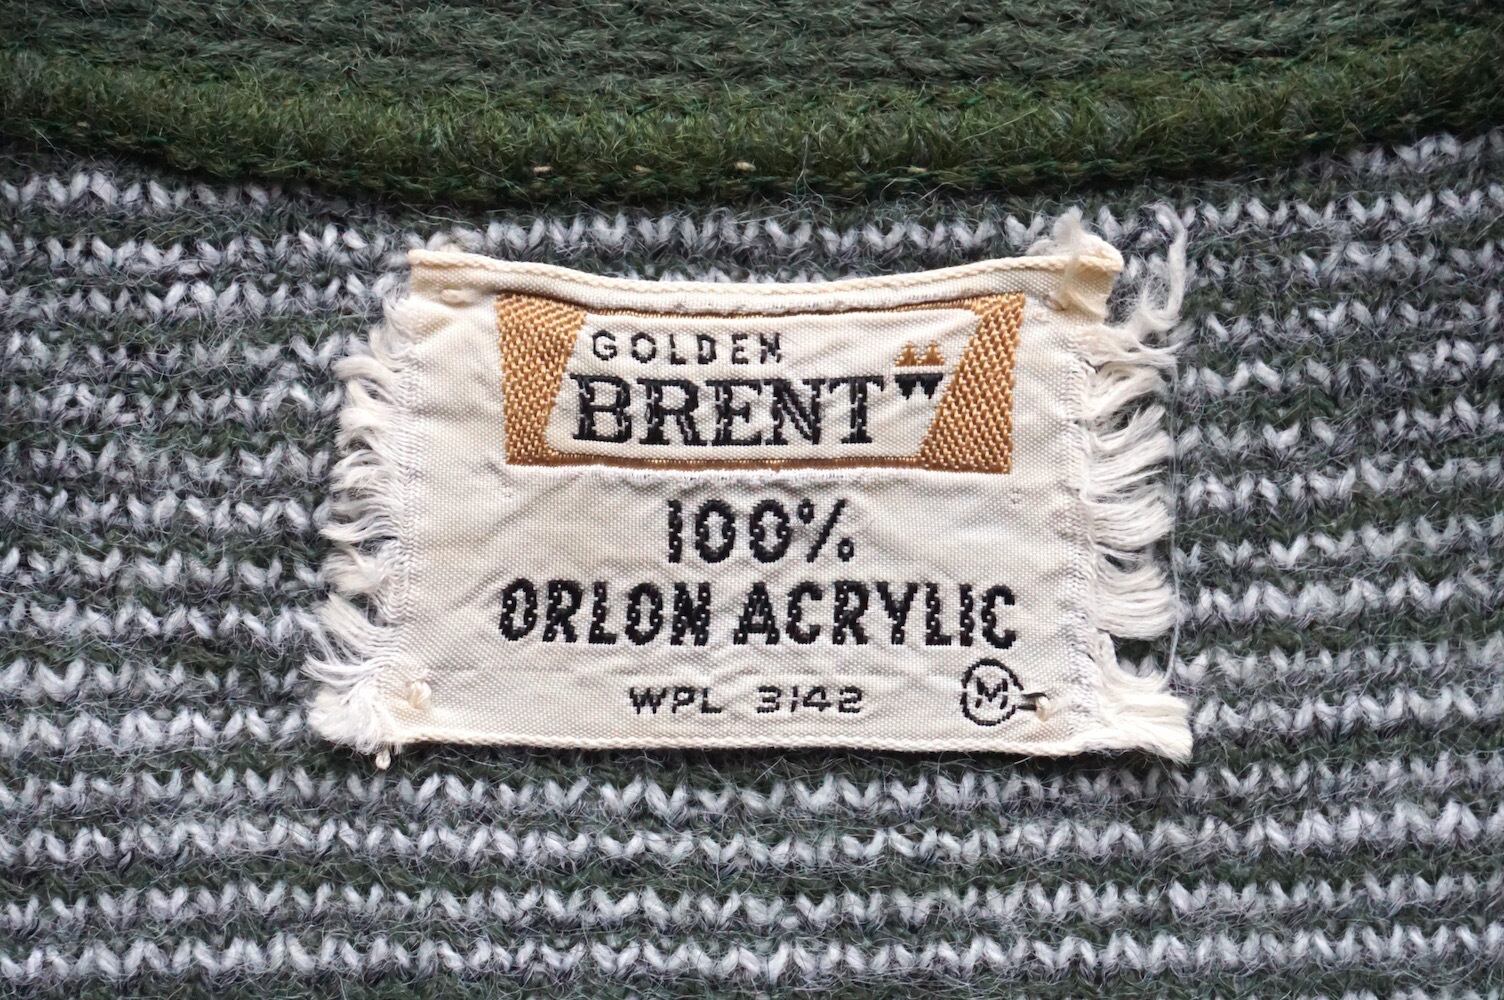 GOLDEN
BRENT
100%
ORLON ACRYLIC
WPL 3142
M